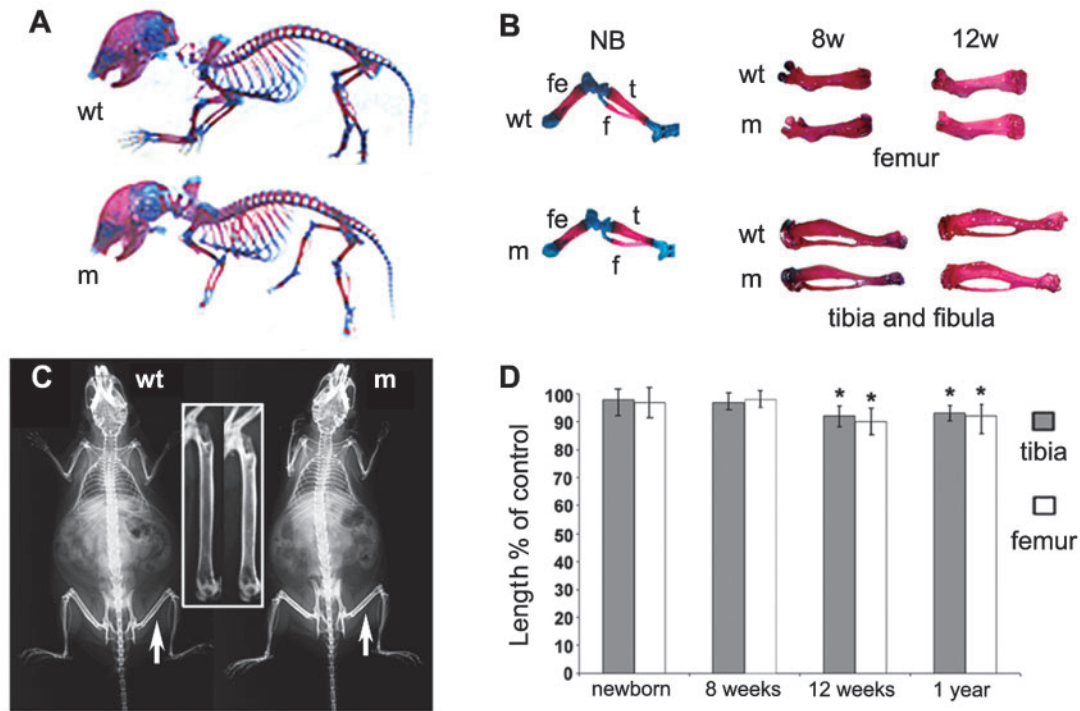 A
wt
m
B
NB
8w
12w
fe
t
wt
f
fe
t
m
f
wt
m
femur
wt
m
tibia and fibula
C
wt
m
D
Length % of control
100
90
80
70
60
50
40
30
20
10
0
* * * *
newborn
8 weeks
12 weeks
1 year
tibia
femur